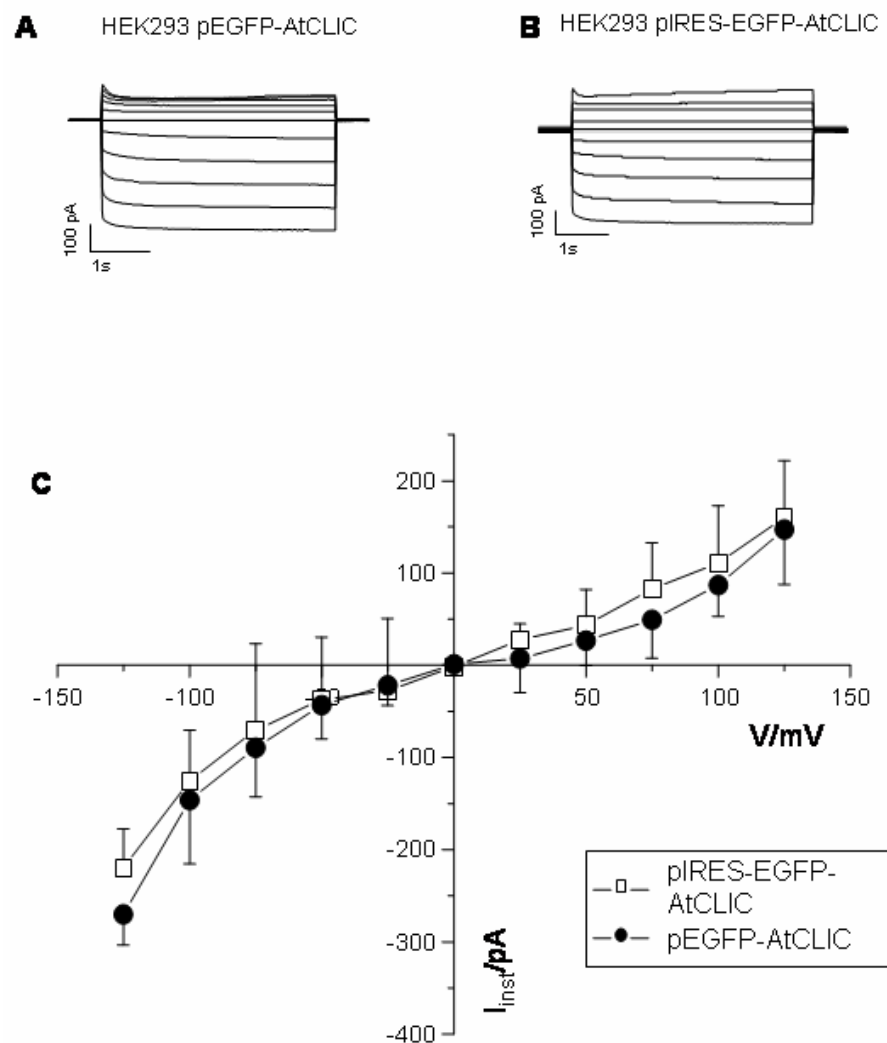 A HEK293 pEGFP-AtCLIC
B HEK293 pIRES-EGFP-AtCLIC
100 pA
1s
100 pA
1s
C
200
100
-150 -100 -50 50 100 150
V/mV
-100
-200
-300
-400
I_inst/pA
pIRES-EGFP-
AtCLIC
pEGFP-AtCLIC